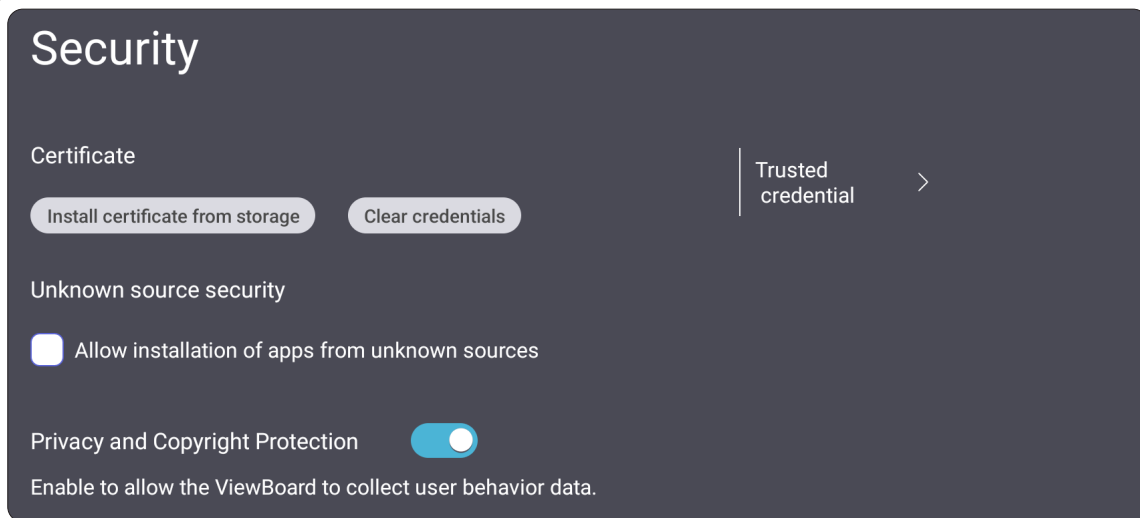 Security
Certificate
Trusted
credential
Install certificate from storage
Clear credentials
Unknown source security
Allow installation of apps from unknown sources
Privacy and Copyright Protection
Enable to allow the ViewBoard to collect user behavior data.